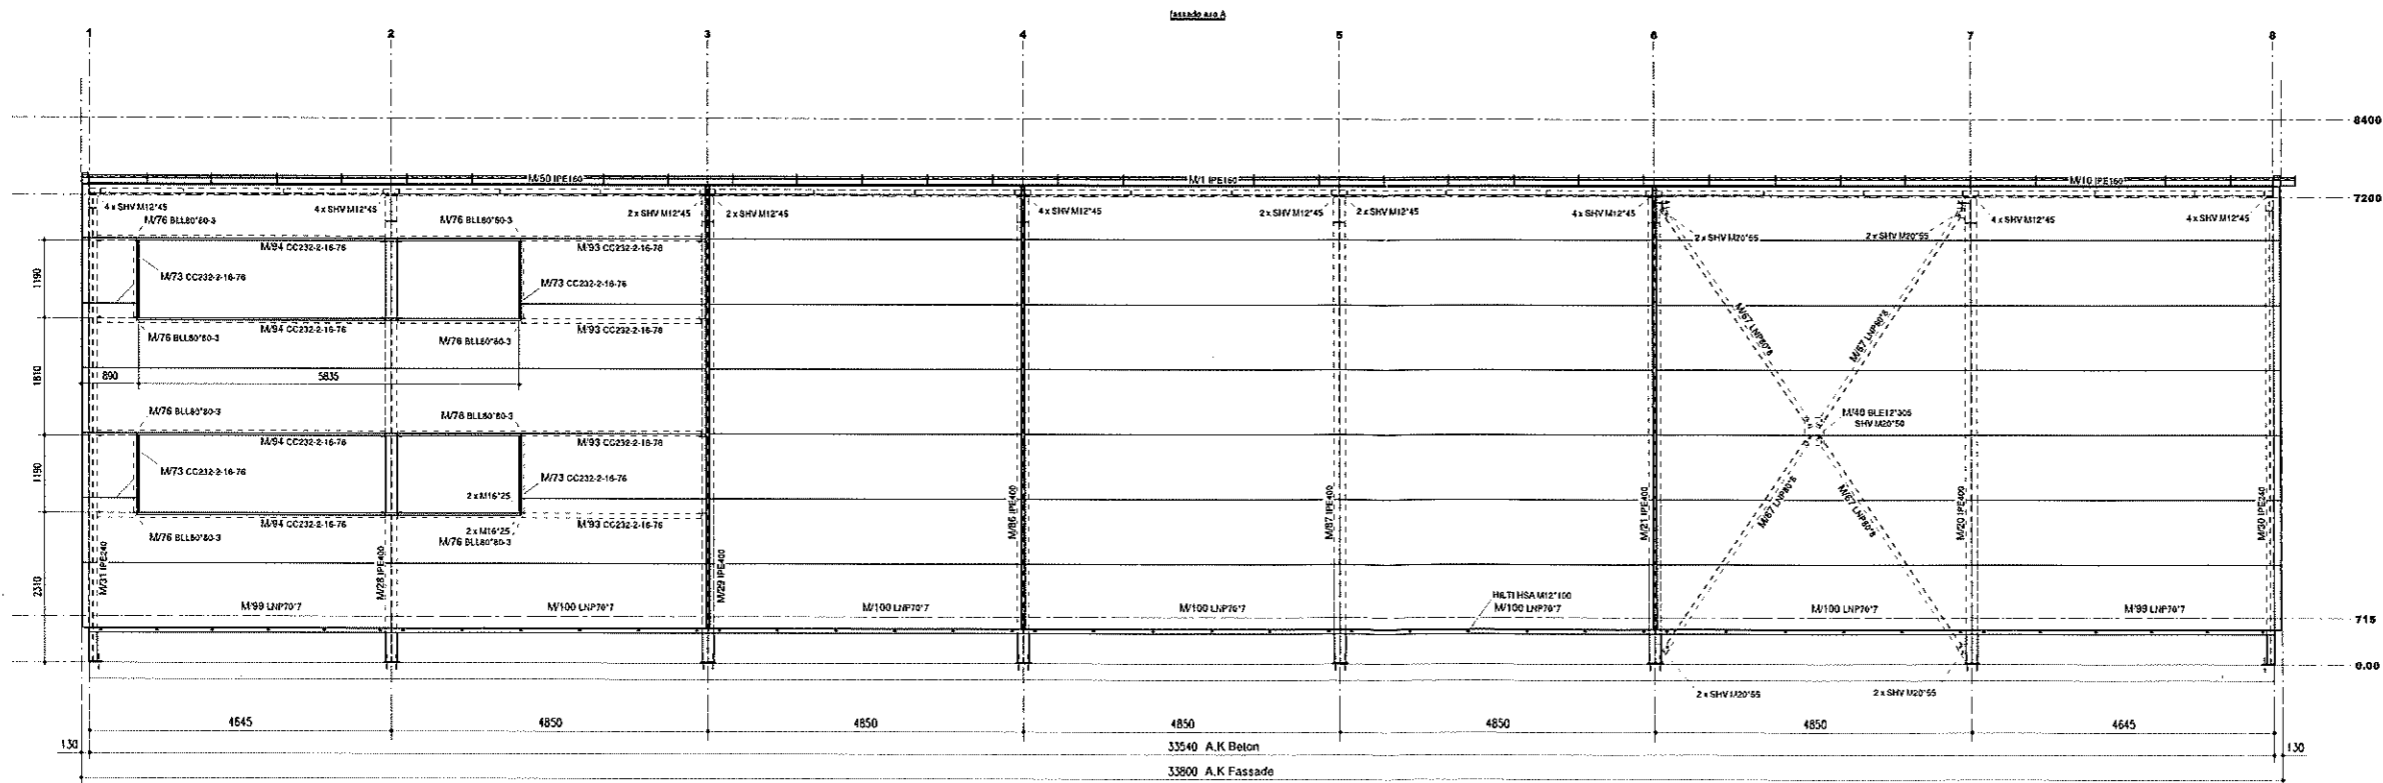 fassade axe A
1 2 3 4 5 6 7 8
8400
M/50 IPE160 M/1 IPE160 M/10 IPE160
7200
4 x SHV M12*45 4 x SHV M12*45 2 x SHV M12*45 2 x SHV M12*45 4 x SHV M12*45 2 x SHV M12*45 2 x SHV M12*45 4 x SHV M12*45 4 x SHV M12*45 4 x SHV M12*45
M/76 BLL80*80-3 M/76 BLL80*80-3
2 x SHV M20*55 2 x SHV M20*55
M/94 CC232-2-16-76 M/93 CC232-2-16-76
1190
M/73 CC232-2-16-76 M/73 CC232-2-16-76
M/94 CC232-2-16-76 M/93 CC232-2-16-76
M/76 BLL80*80-3 M/76 BLL80*80-3
M/67 LNP80*8 M/67 LNP80*8
1810
890 5835
M/76 BLL80*80-3 M/76 BLL80*80-3
M/40 BLE12*305
SHV M20*50
M/94 CC232-2-16-76 M/93 CC232-2-16-76
1190
M/73 CC232-2-16-76 M/73 CC232-2-16-76
2 x M16*25
M/94 CC232-2-16-76 M/93 CC232-2-16-76
2 x M16*25
M/76 BLL80*80-3 M/76 BLL80*80-3
M/67 LNP80*8 M/67 LNP80*8
M/31 IPE240 M/28 IPE400 M/29 IPE400 M/86 IPE400 M/87 IPE400 M/21 IPE400 M/20 IPE400 M/30 IPE240
2310
HILTI HSA M12*100
M/99 LNP70*7 M/100 LNP70*7 M/100 LNP70*7 M/100 LNP70*7 M/100 LNP70*7 M/100 LNP70*7 M/99 LNP70*7
715
0.00
2 x SHV M20*55 2 x SHV M20*55
4645 4850 4850 4850 4850 4850 4645
130 33540 A.K Beton 130
33800 A.K Fassade